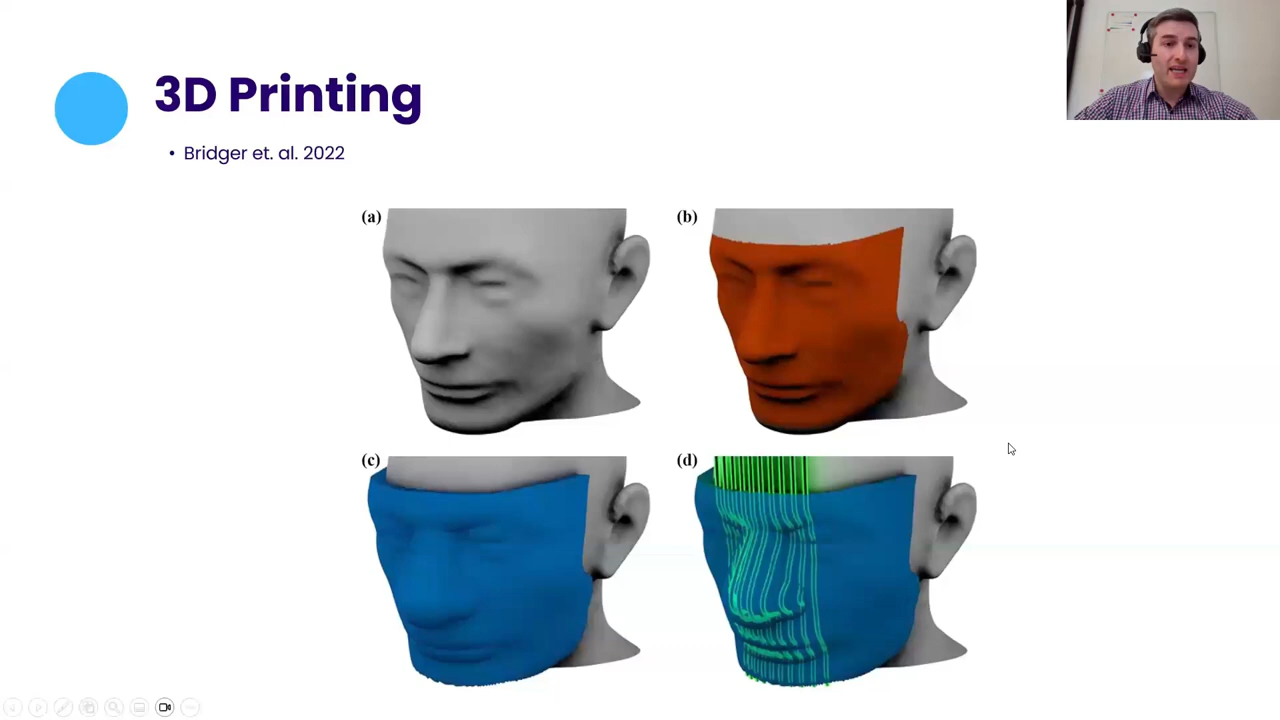 3D Printing
• Bridger et. al. 2022
(a)
(b)
(c)
(d)